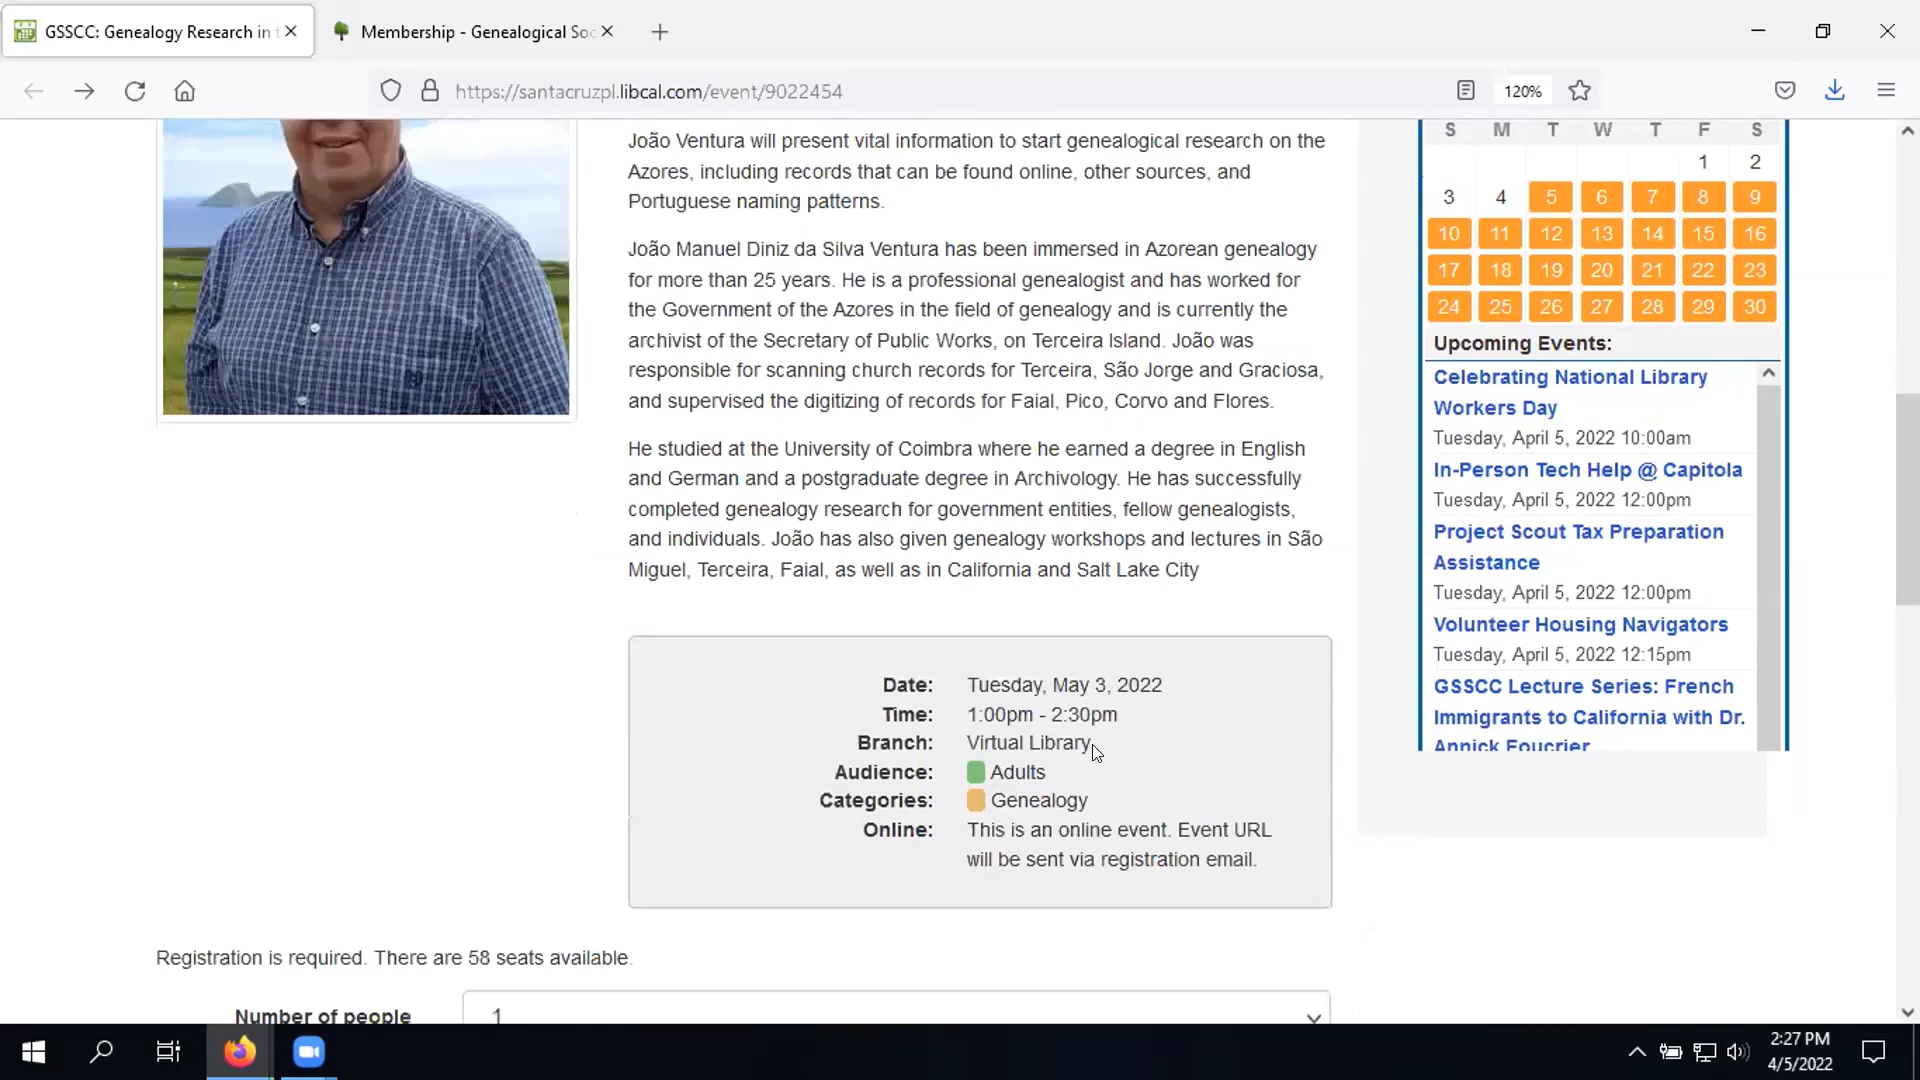 GSSCC: Genealogy Research in t
Membership - Genealogical Soc
https://santacruzpl.libcal.com/event/9022454
120%
João Ventura will present vital information to start genealogical research on the
Azores, including records that can be found online, other sources, and
Portuguese naming patterns.
João Manuel Diniz da Silva Ventura has been immersed in Azorean genealogy
for more than 25 years. He is a professional genealogist and has worked for
the Government of the Azores in the field of genealogy and is currently the
archivist of the Secretary of Public Works, on Terceira Island. João was
responsible for scanning church records for Terceira, São Jorge and Graciosa,
and supervised the digitizing of records for Faial, Pico, Corvo and Flores.
He studied at the University of Coimbra where he earned a degree in English
and German and a postgraduate degree in Archivology. He has successfully
completed genealogy research for government entities, fellow genealogists,
and individuals. João has also given genealogy workshops and lectures in São
Miguel, Terceira, Faial, as well as in California and Salt Lake City
Date: Tuesday, May 3, 2022
Time: 1:00pm - 2:30pm
Branch: Virtual Library
Audience: Adults
Categories: Genealogy
Online: This is an online event. Event URL
will be sent via registration email.
Registration is required. There are 58 seats available.
Number of people 1
S M T W T F S
1 2
3 4 5 6 7 8 9
10 11 12 13 14 15 16
17 18 19 20 21 22 23
24 25 26 27 28 29 30
Upcoming Events:
Celebrating National Library
Workers Day
Tuesday, April 5, 2022 10:00am
In-Person Tech Help @ Capitola
Tuesday, April 5, 2022 12:00pm
Project Scout Tax Preparation
Assistance
Tuesday, April 5, 2022 12:00pm
Volunteer Housing Navigators
Tuesday, April 5, 2022 12:15pm
GSSCC Lecture Series: French
Immigrants to California with Dr.
Annick Foucrier
2:27 PM
4/5/2022